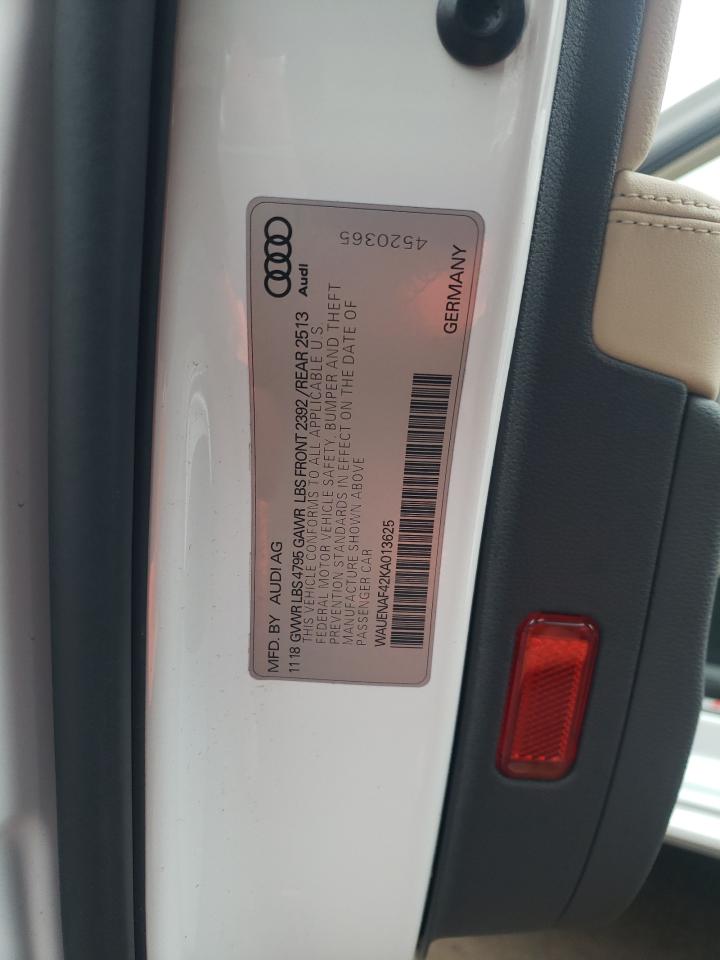 Audi
4520365
MFD. BY AUDI AG
11 18 GVWR LBS 4795 GAWR LBS FRONT 2392 /REAR 2513
THIS VEHICLE CONFORMS TO ALL APPLICABLE U.S.
FEDERAL MOTOR VEHICLE SAFETY, BUMPER AND THEFT
PREVENTION STANDARDS IN EFFECT ON THE DATE OF
MANUFACTURE SHOWN ABOVE
PASSENGER CAR
WAUENAF42KA013625
GERMANY